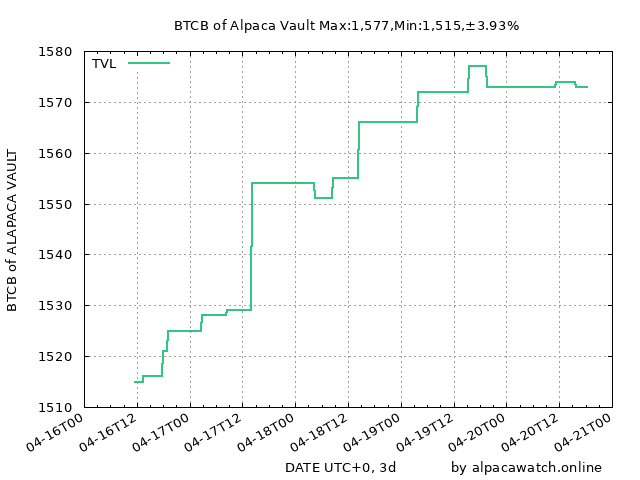 BTCB of Alpaca Vault Max:1,577,Min:1,515,±3.93%
TVL
BTCB of ALAPACA VAULT
1580
1570
1560
1550
1540
1530
1520
1510
04-16T00
04-16T12
04-17T00
04-17T12
04-18T00
04-18T12
04-19T00
04-19T12
04-20T00
04-20T12
04-21T00
DATE UTC+0, 3d
by alpacawatch.online